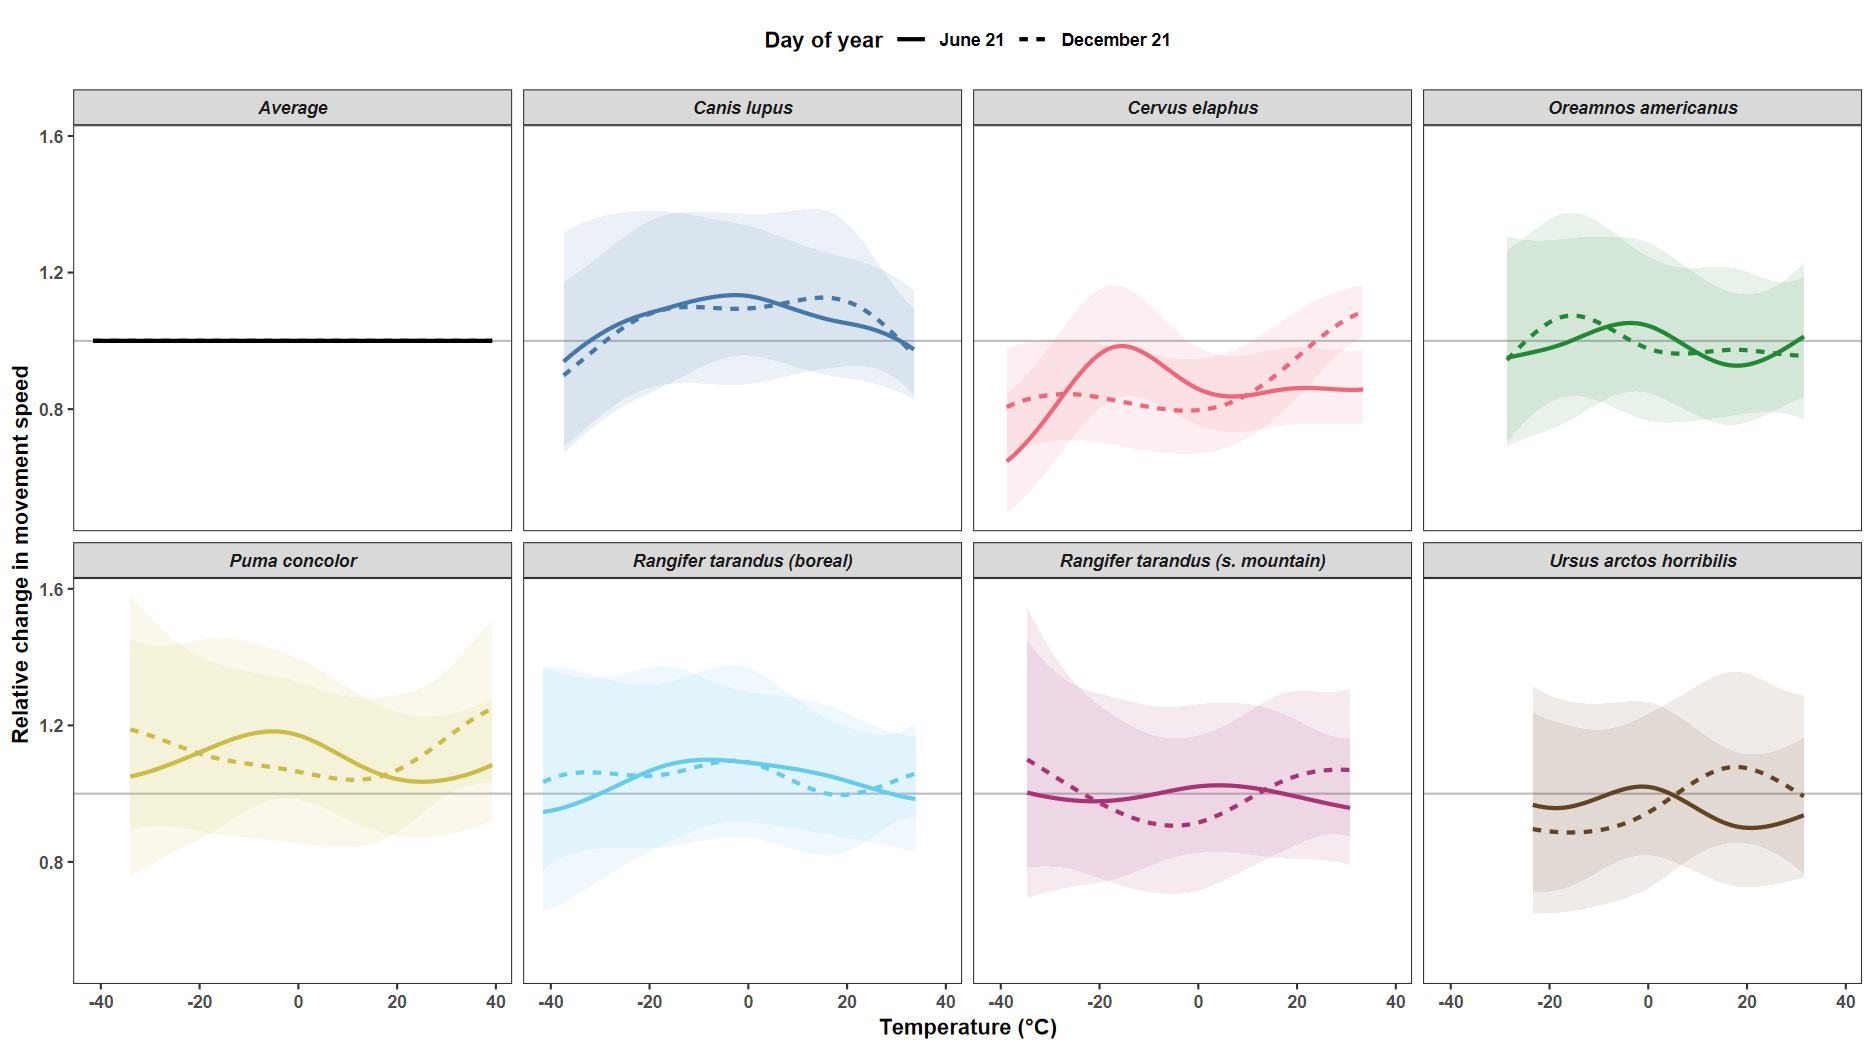 Day of year June 21 December 21
Average Canis lupus Cervus elaphus Oreamnos americanus
1.6
1.2
0.8
Relative change in movement speed
Puma concolor Rangifer tarandus (boreal) Rangifer tarandus (s. mountain) Ursus arctos horribilis
1.6
1.2
0.8
-40 -20 0 20 40 -40 -20 0 20 40 -40 -20 0 20 40 -40 -20 0 20 40
Temperature (°C)